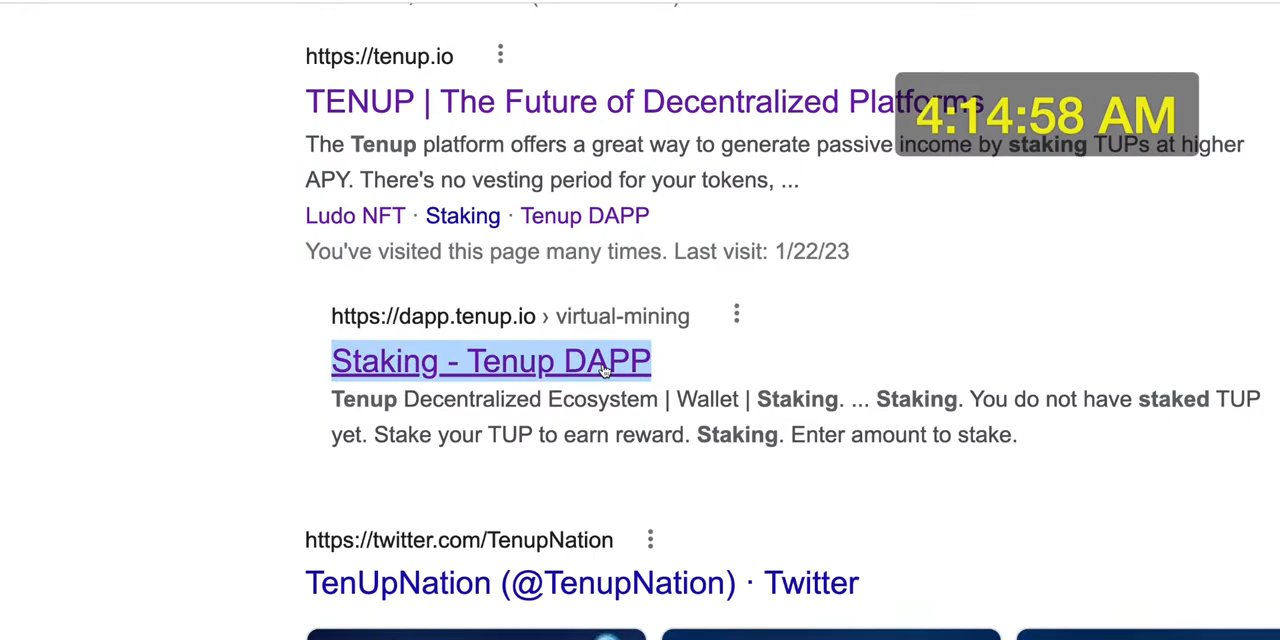 https://tenup.io
TENUP | The Future of Decentralized Platforms
4:14:58 AM
The Tenup platform offers a great way to generate passive income by staking TUPs at higher
APY. There's no vesting period for your tokens, ...
Ludo NFT · Staking · Tenup DAPP
You've visited this page many times. Last visit: 1/22/23
https://dapp.tenup.io › virtual-mining
Staking - Tenup DAPP
Tenup Decentralized Ecosystem | Wallet | Staking. ... Staking. You do not have staked TUP
yet. Stake your TUP to earn reward. Staking. Enter amount to stake.
https://twitter.com/TenupNation
TenUpNation (@TenupNation) · Twitter